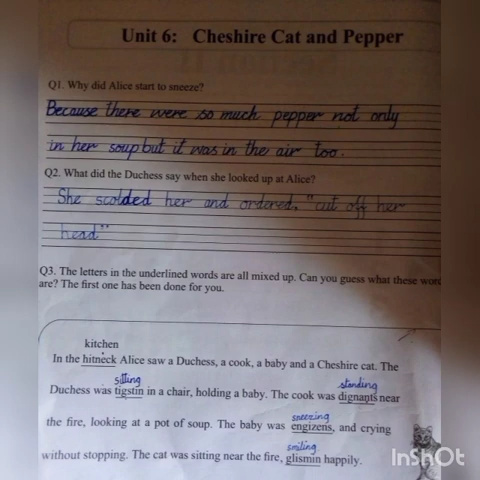 Unit 6: Cheshire Cat and Pepper
Q1. Why did Alice start to sneeze?
Because there were so much pepper not only
in her soup but it was in the air too.
Q2. What did the Duchess say when she looked up at Alice?
She scolded her and ordered, "cut off her
head"
Q3. The letters in the underlined words are all mixed up. Can you guess what these word
are? The first one has been done for you.
kitchen
In the hitneck Alice saw a Duchess, a cook, a baby and a Cheshire cat. The
sitting standing
Duchess was tigstin in a chair, holding a baby. The cook was dignants near
sneezing
the fire, looking at a pot of soup. The baby was engizens, and crying
smiling
without stopping. The cat was sitting near the fire, glismin happily.
InShOt